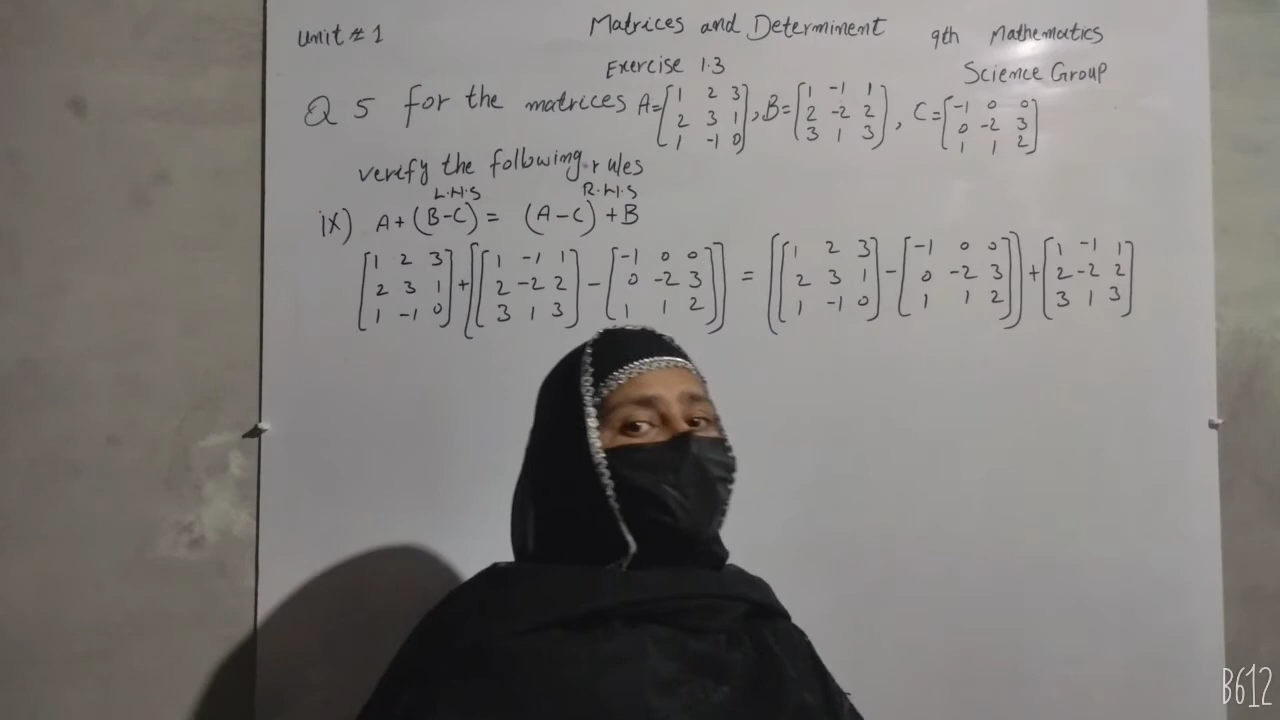 Unit # 1 Matrices and Determinent 9th Mathematics
Exercise 1.3 Science Group
Q 5 for the matrices A=[1 2 3; 2 3 1; 1 -1 0], B=[1 -1 1; 2 -2 2; 3 1 3], C=[-1 0 0; 0 -2 3; 1 1 2]
verify the following rules
L.H.S R.H.S
ix) A+(B-C) = (A-C)+B
[1 2 3; 2 3 1; 1 -1 0]+([1 -1 1; 2 -2 2; 3 1 3]-[-1 0 0; 0 -2 3; 1 1 2]) = ([1 2 3; 2 3 1; 1 -1 0]-[-1 0 0; 0 -2 3; 1 1 2])+[1 -1 1; 2 -2 2; 3 1 3]
B612